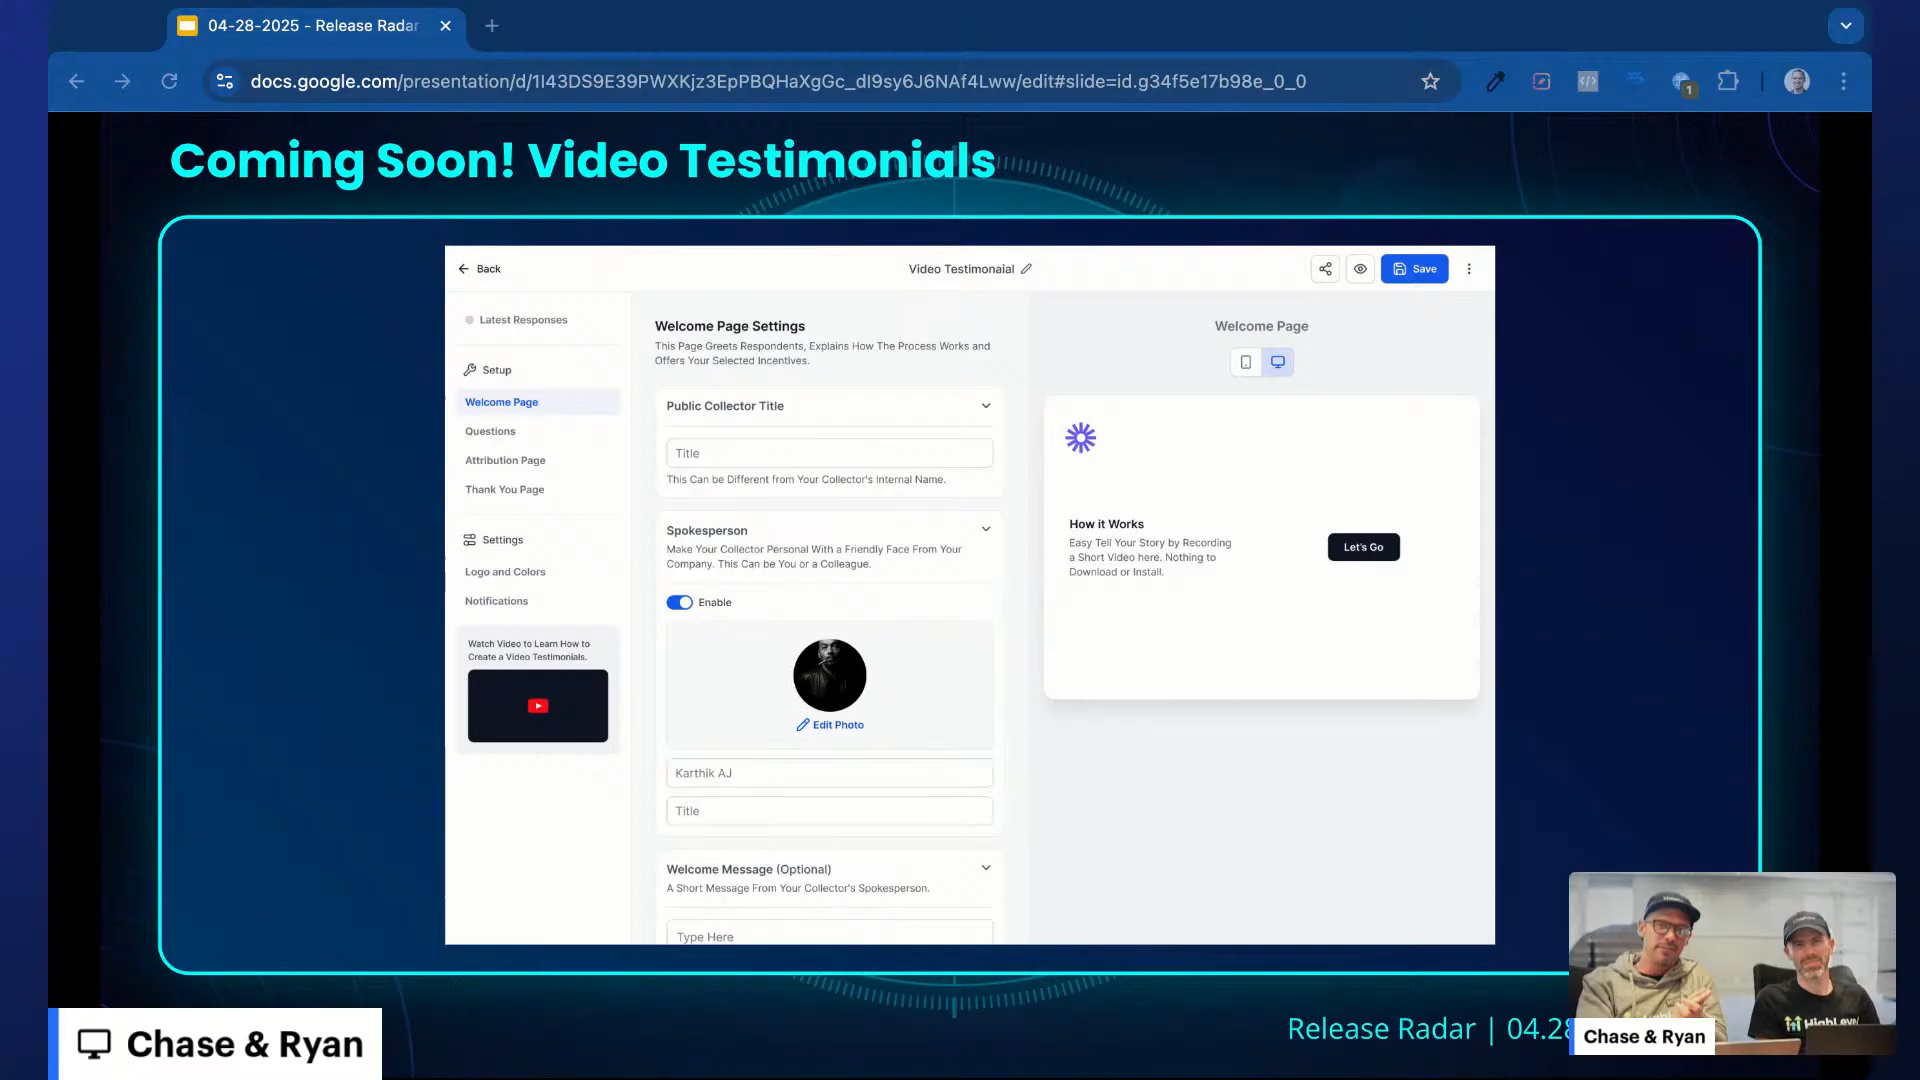 04-28-2025 - Release Radar
docs.google.com/presentation/d/1I43DS9E39PWXKjz3EpPBQHaXgGc_dI9sy6J6NAf4Lww/edit#slide=id.g34f5e17b98e_0_0
1
Coming Soon! Video Testimonials
Back
Video Testimonaial
Save
Latest Responses
Setup
Welcome Page
Questions
Attribution Page
Thank You Page
Settings
Logo and Colors
Notifications
Watch Video to Learn How to
Create a Video Testimonials.
Welcome Page Settings
This Page Greets Respondents, Explains How The Process Works and
Offers Your Selected Incentives.
Public Collector Title
Title
This Can be Different from Your Collector's Internal Name.
Spokesperson
Make Your Collector Personal With a Friendly Face From Your
Company. This Can be You or a Colleague.
Enable
Edit Photo
Karthik AJ
Title
Welcome Message (Optional)
A Short Message From Your Collector's Spokesperson.
Type Here
Welcome Page
How it Works
Easy Tell Your Story by Recording
a Short Video here. Nothing to
Download or Install.
Let's Go
Release Radar | 04.28
HighLevel
Chase & Ryan
Chase & Ryan